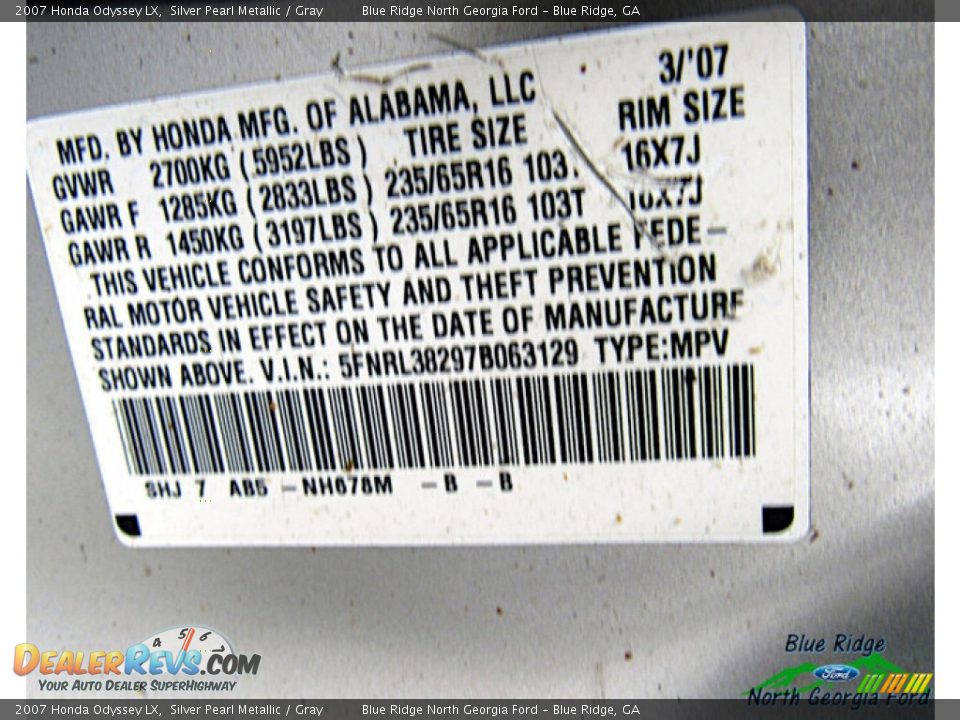 2007 Honda Odyssey LX, Silver Pearl Metallic / Gray Blue Ridge North Georgia Ford - Blue Ridge, GA
3/'07
MFD. BY HONDA MFG. OF ALABAMA, LLC
TIRE SIZE RIM SIZE
GVWR 2700KG (5952LBS)
GAWR F 1285KG (2833LBS) 235/65R16 103T 16X7J
GAWR R 1450KG (3197LBS) 235/65R16 103T 16X7J
THIS VEHICLE CONFORMS TO ALL APPLICABLE FEDE-
RAL MOTOR VEHICLE SAFETY AND THEFT PREVENTION
STANDARDS IN EFFECT ON THE DATE OF MANUFACTURE
SHOWN ABOVE. V.I.N.: 5FNRL38297B063129 TYPE:MPV
SHJ 7 AB5 -NH678M -B -B
4 5 6
DEALERREVS.COM
YOUR AUTO DEALER SUPERHIGHWAY
Blue Ridge
Ford
North Georgia Ford
2007 Honda Odyssey LX, Silver Pearl Metallic / Gray Blue Ridge North Georgia Ford - Blue Ridge, GA